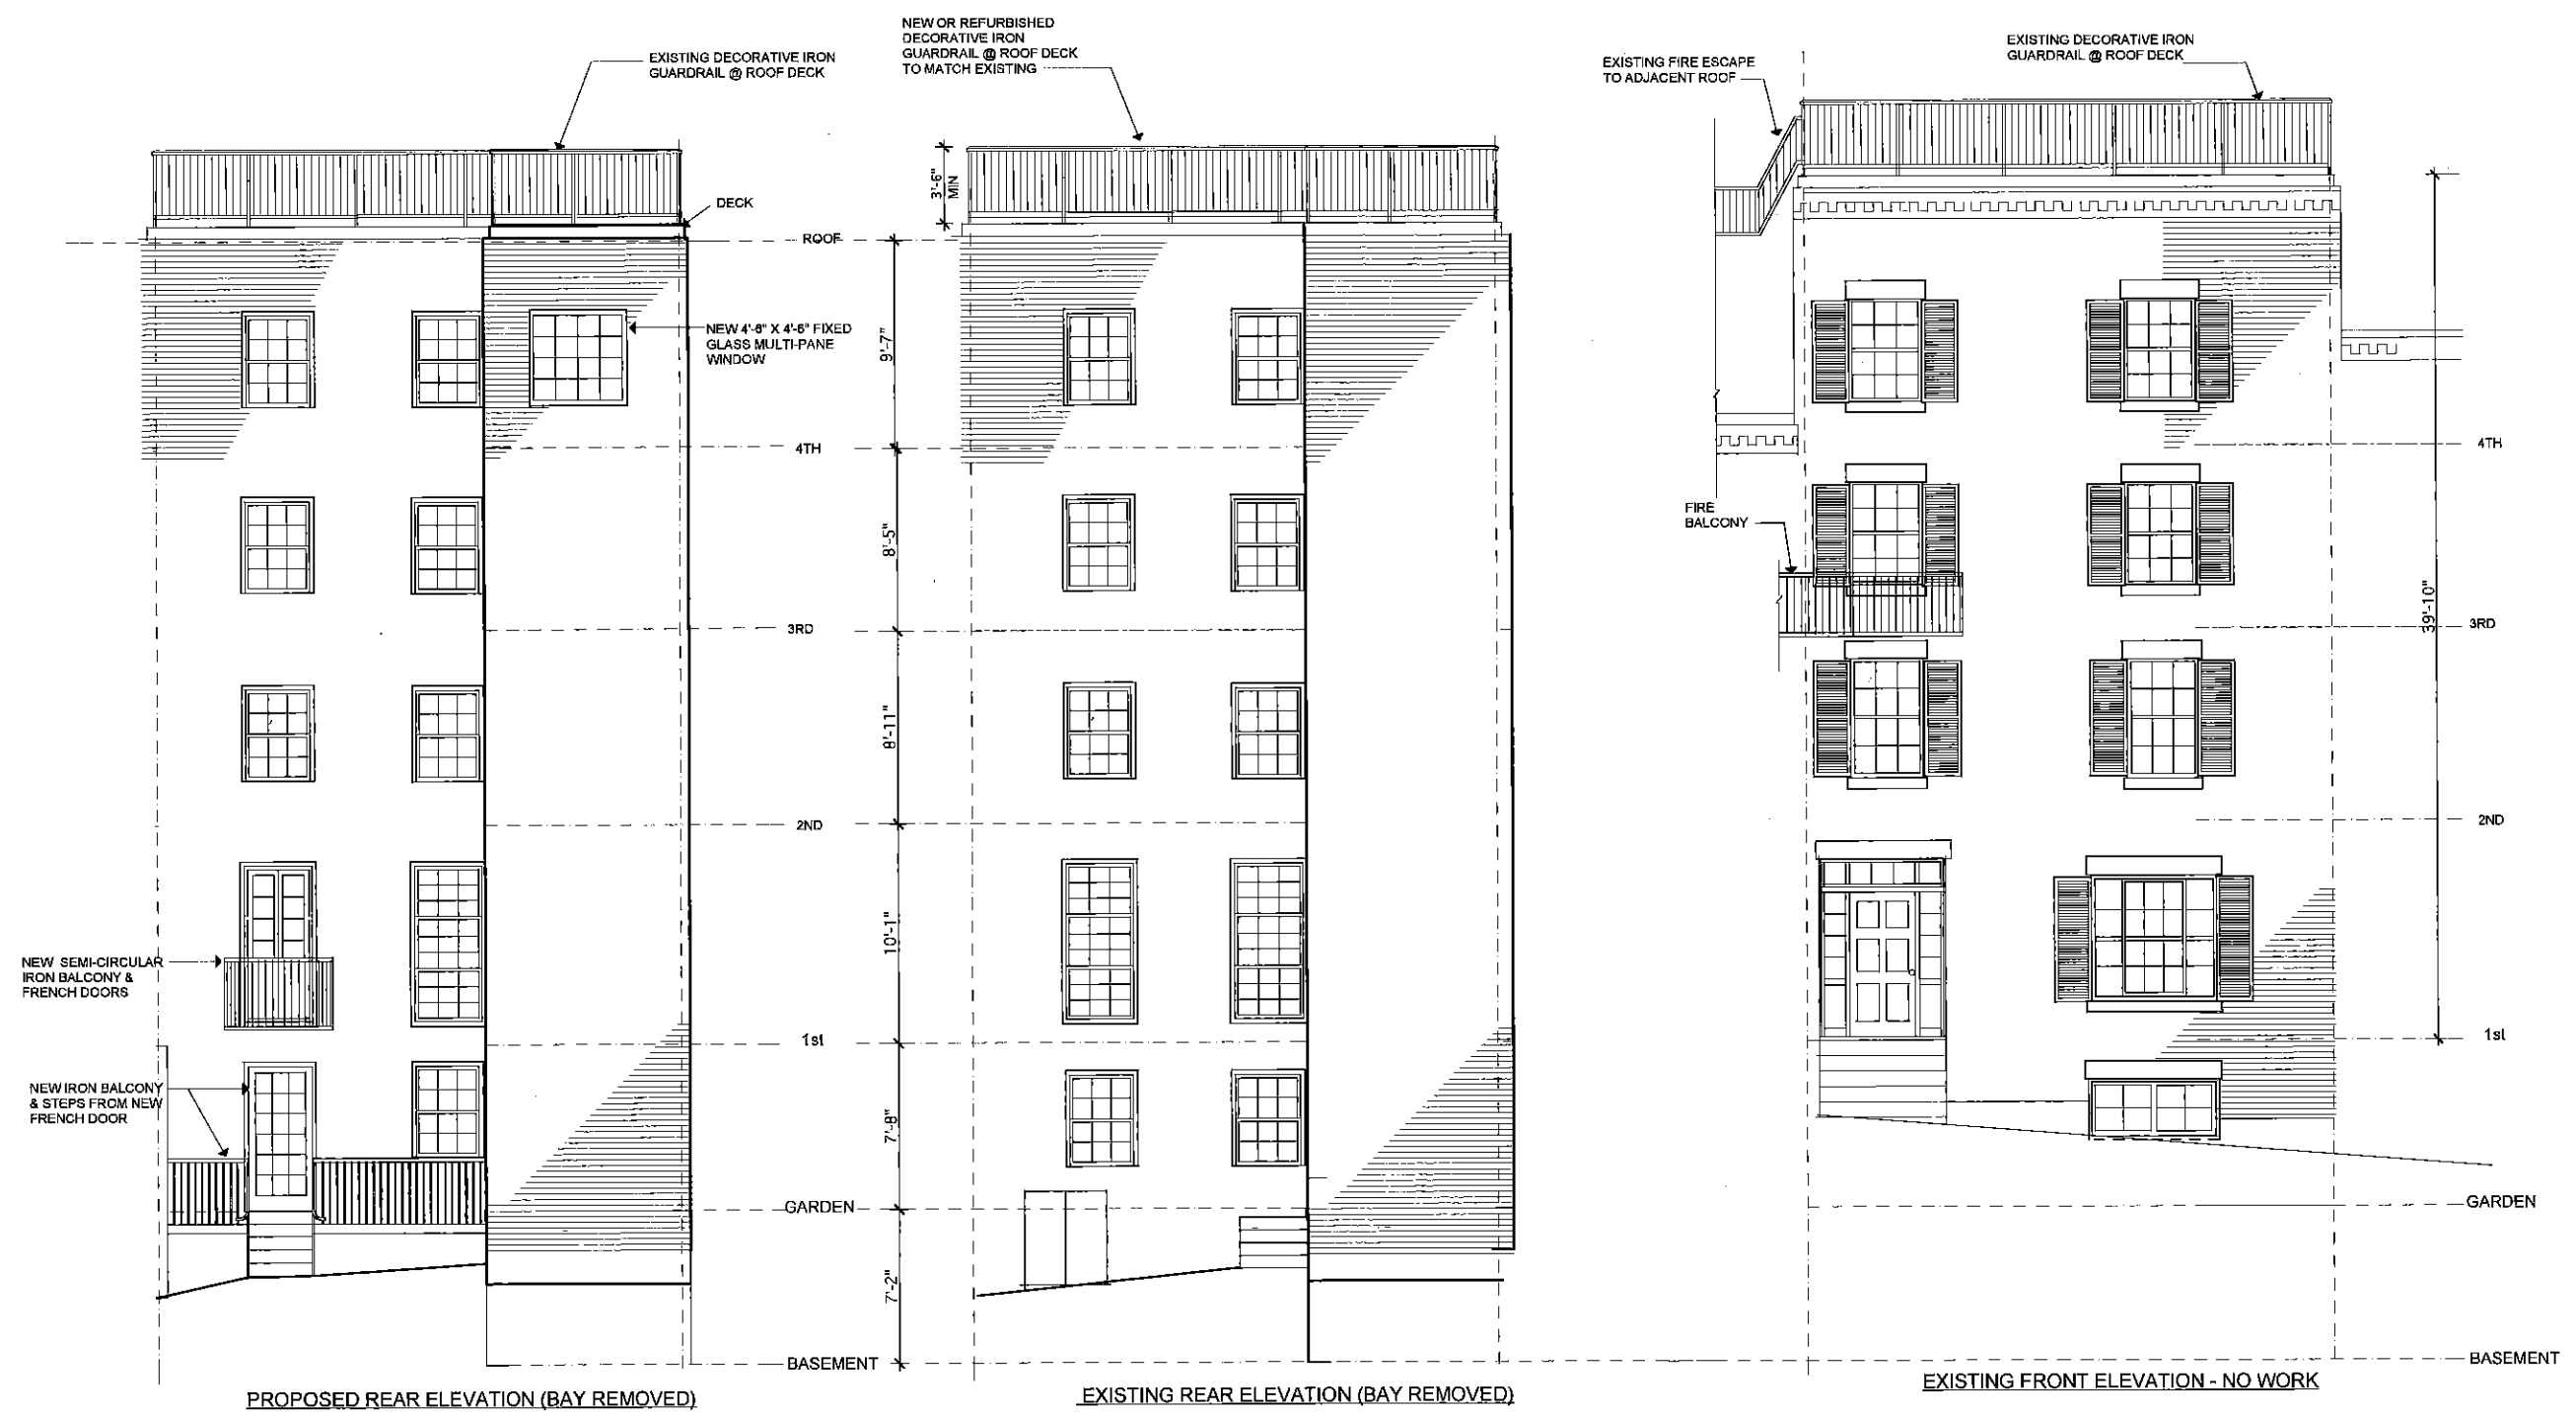 EXISTING DECORATIVE IRON
GUARDRAIL @ ROOF DECK
DECK
NEW 4'-6" X 4'-6" FIXED
GLASS MULTI-PANE
WINDOW
NEW SEMI-CIRCULAR
IRON BALCONY &
FRENCH DOORS
NEW IRON BALCONY
& STEPS FROM NEW
FRENCH DOOR
PROPOSED REAR ELEVATION (BAY REMOVED)
ROOF
4TH
3RD
2ND
1st
GARDEN
BASEMENT
NEW OR REFURBISHED
DECORATIVE IRON
GUARDRAIL @ ROOF DECK
TO MATCH EXISTING
3'-6"
MIN
9'-7"
8'-5"
8'-11"
10'-1"
7'-8"
7'-2"
EXISTING REAR ELEVATION (BAY REMOVED)
EXISTING FIRE ESCAPE
TO ADJACENT ROOF
EXISTING DECORATIVE IRON
GUARDRAIL @ ROOF DECK
FIRE
BALCONY
39'-10"
4TH
3RD
2ND
1st
GARDEN
BASEMENT
EXISTING FRONT ELEVATION - NO WORK